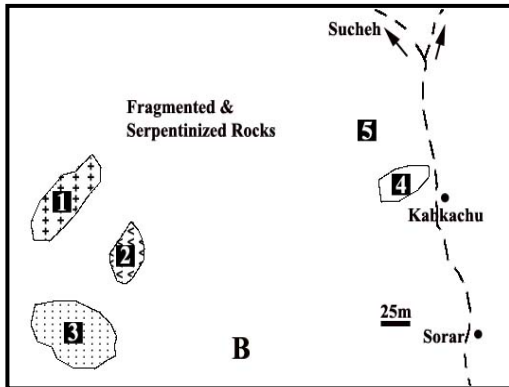 Sucheh
Fragmented &
Serpentinized Rocks
5
4
1
Kahkachu
2
25m
3
Sorar
B